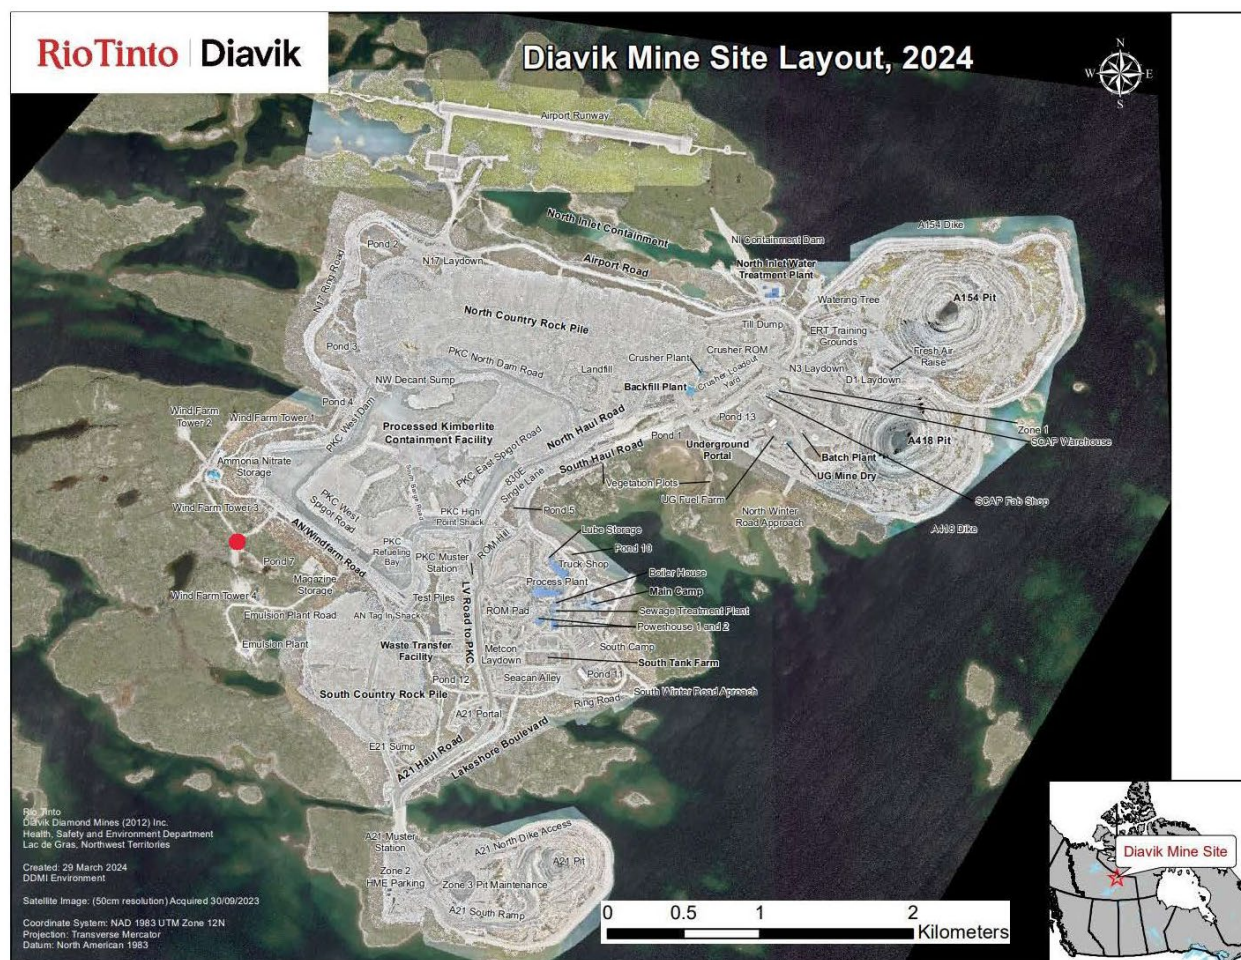 RioTinto | Diavik
Diavik Mine Site Layout, 2024
N
W E
S
Airport Runway
North Inlet Containment
A154 Dike
Pond 2
NI Containment Dam
N17 Laydown
Airport Road
North Inlet Water
Treatment Plant
N17 Ring Road
Watering Tree
A154 Pit
North Country Rock Pile
Till Dump
ERT Training
Grounds
Pond 3
PKC North Dam Road
Crusher Plant
Crusher ROM
Fresh Air
Raise
Landfill
N3 Laydown
NW Decant Sump
Backfill Plant
Crusher Loadout
Yard
D1 Laydown
Pond 4
Wind Farm
Tower 2
Wind Farm Tower 1
PKC West Dam
Processed Kimberlite
Containment Facility
North Haul Road
Pond 13
Zone 1
SCAP Warehouse
PKC East Spigot Road
Pond 1
Underground
Portal
A418 Pit
South Haul Road
Batch Plant
Ammonia Nitrate
Storage
830E
Single Lane
UG Mine Dry
Vegetation Plots
UG Fuel Farm
SCAP Fab Shop
PKC West
Spigot Road
South Barge Road
Wind Farm Tower 3
PKC High
Point Shack
Pond 5
North Winter
Road Approach
AN/Windfarm Road
Lube Storage
A418 Dike
PKC
Refueling
Bay
ROM Hill
Pond 10
Pond 7
PKC Muster
Station
Truck Shop
Boiler House
Magazine
Storage
Process Plant
Main Camp
Wind Farm Tower 4
Test Piles
LV Road to PKC
ROM Pad
Sewage Treatment Plant
Emulsion Plant Road
AN Tag In Shack
Powerhouse 1 and 2
Emulsion Plant
Waste Transfer
Facility
Metcon
Laydown
South Camp
South Tank Farm
Pond 12
Seacan Alley
Pond 11
South Country Rock Pile
South Winter Road Aproach
Ring Road
A21 Portal
E21 Sump
A21 Haul Road
Lakeshore Boulevard
A21 Muster
Station
A21 North Dike Access
Zone 2
HME Parking
A21 Pit
Zone 3 Pit Maintenance
A21 South Ramp
Rio Tinto
Diavik Diamond Mines (2012) Inc.
Health, Safety and Environment Department
Lac de Gras, Northwest Territories
Created: 29 March 2024
DDMI Environment
Satellite Image: (50cm resolution) Acquired 30/09/2023
Coordinate System: NAD 1983 UTM Zone 12N
Projection: Transverse Mercator
Datum: North American 1983
0 0.5 1 2
Kilometers
Diavik Mine Site